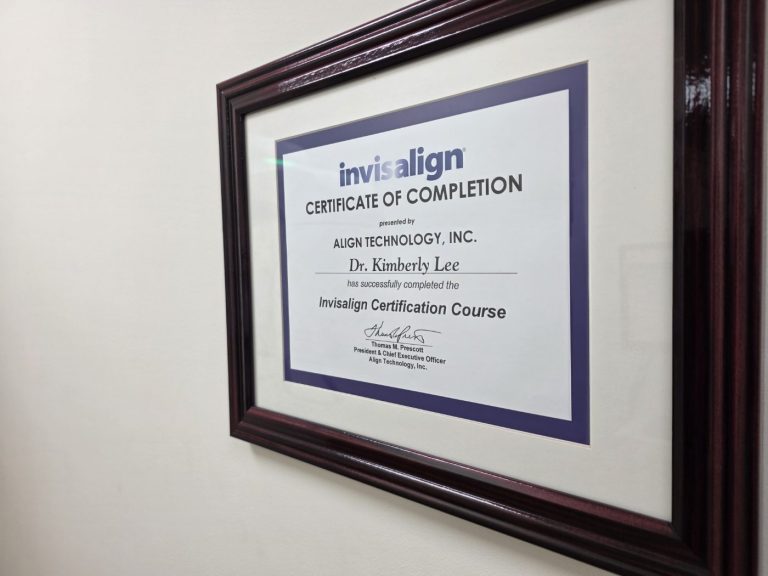 invisalign
CERTIFICATE OF COMPLETION
presented by
ALIGN TECHNOLOGY, INC.
Dr. Kimberly Lee
has successfully completed the
Invisalign Certification Course
Thomas M. Prescott
President & Chief Executive Officer
Align Technology, Inc.